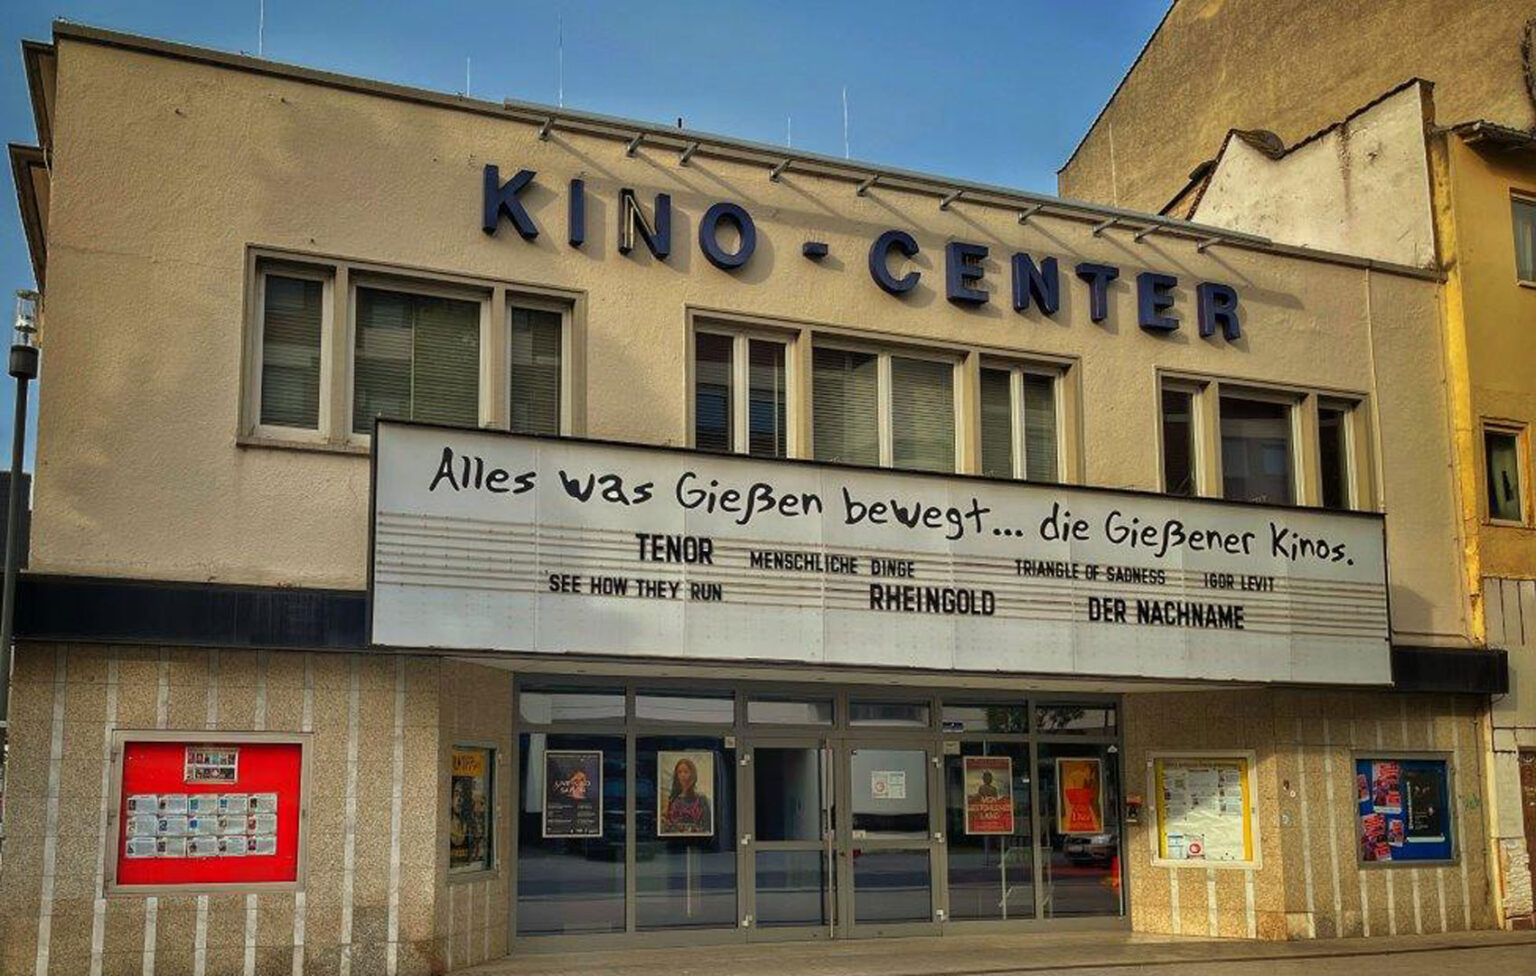 KINO - CENTER
Alles was Gießen bewegt... die Gießener Kinos.
TENOR MENSCHLICHE DINGE TRIANGLE OF SADNESS IGOR LEVIT
SEE HOW THEY RUN RHEINGOLD DER NACHNAME